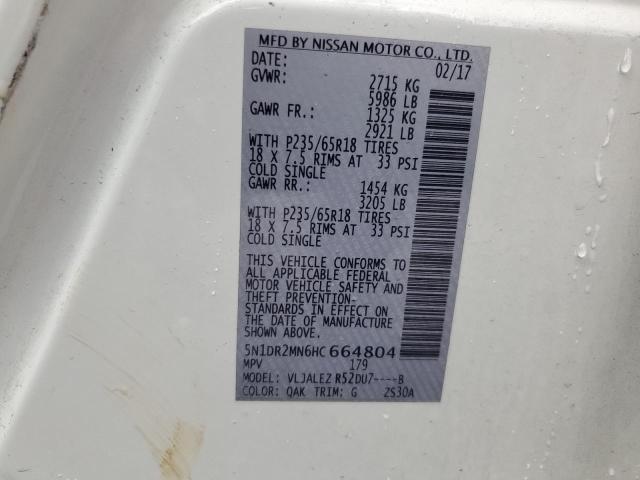 MFD BY NISSAN MOTOR CO., LTD.
DATE: 02/17
GVWR: 2715 KG
5986 LB
GAWR FR.: 1325 KG
2921 LB
WITH P235/65R18 TIRES
18 X 7.5 RIMS AT 33 PSI
COLD SINGLE
GAWR RR.: 1454 KG
3205 LB
WITH P235/65R18 TIRES
18 X 7.5 RIMS AT 33 PSI
COLD SINGLE
THIS VEHICLE CONFORMS TO
ALL APPLICABLE FEDERAL
MOTOR VEHICLE SAFETY AND
THEFT PREVENTION
STANDARDS IN EFFECT ON
THE DATE OF MANUFACTURE
SHOWN ABOVE.
5N1DR2MN6HC664804
MPV 179
MODEL: VLJALEZ R52DU7----B
COLOR: QAK TRIM: G ZS30A